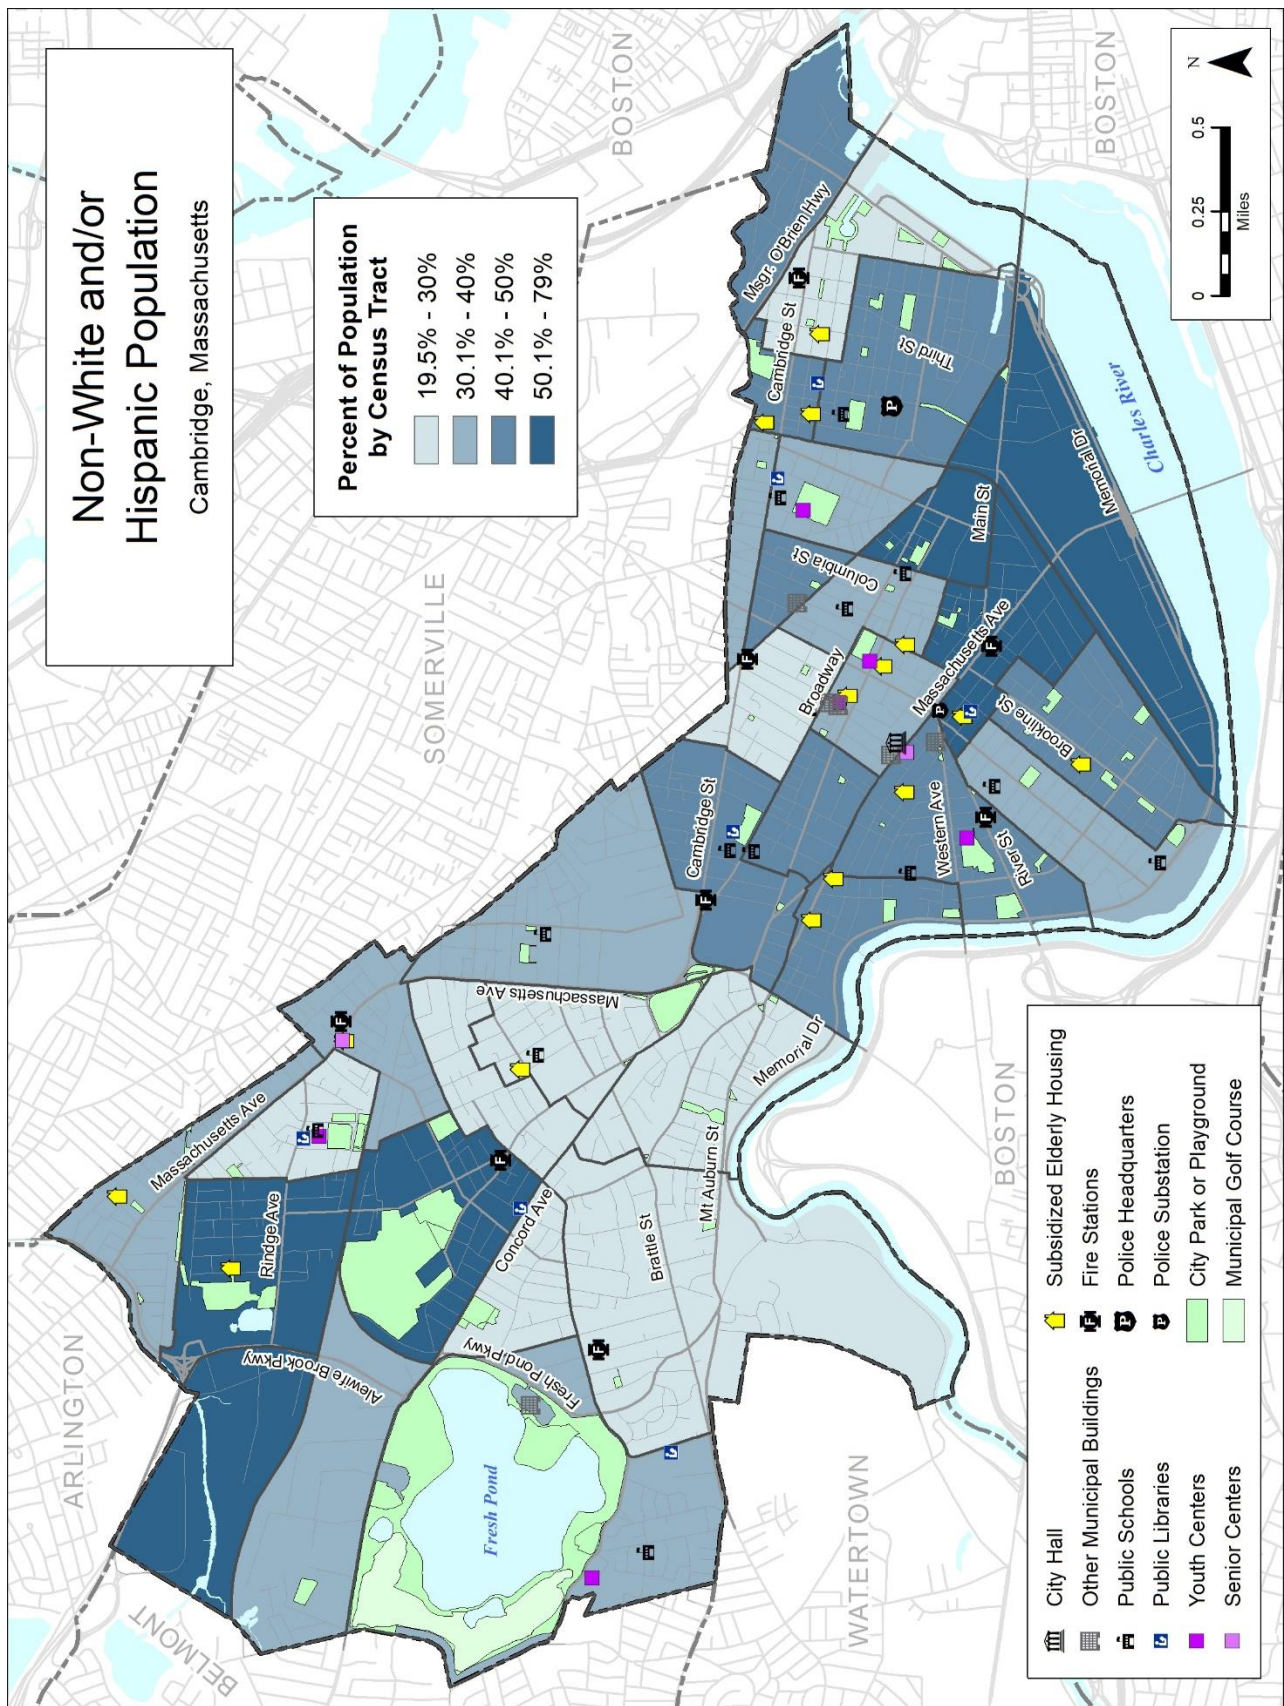 Non-White and/or
Hispanic Population
Cambridge, Massachusetts
Percent of Population
by Census Tract
19.5% - 30%
30.1% - 40%
40.1% - 50%
50.1% - 79%
ARLINGTON
BELMONT
SOMERVILLE
BOSTON
BOSTON
BOSTON
WATERTOWN
Massachusetts Ave
Rindge Ave
Alewife Brook Pkwy
Concord Ave
Fresh Pond Pkwy
Fresh Pond
Brattle St
Mt Auburn St
Memorial Dr
Massachusetts Ave
Cambridge St
Broadway
Columbia St
Cambridge St
Msgr. O'Brien Hwy
Third St
Main St
Massachusetts Ave
Western Ave
River St
Brookline St
Memorial Dr
Charles River
City Hall
Other Municipal Buildings
Public Schools
Public Libraries
Youth Centers
Senior Centers
Subsidized Elderly Housing
Fire Stations
Police Headquarters
Police Substation
City Park or Playground
Municipal Golf Course
N
0 0.25 0.5
Miles